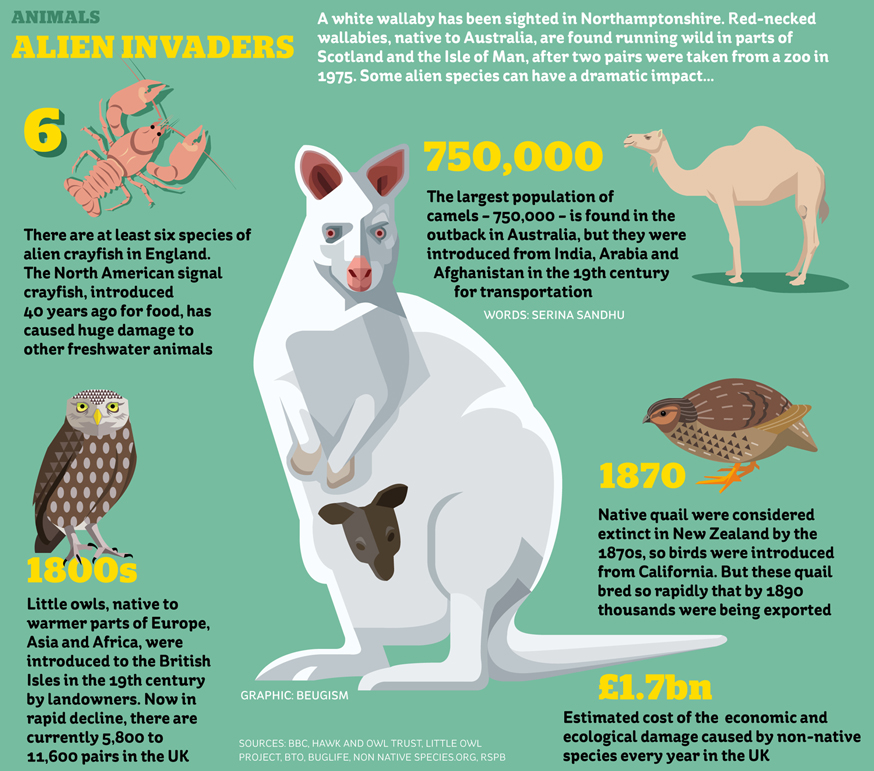 ANIMALS
ALIEN INVADERS
A white wallaby has been sighted in Northamptonshire. Red-necked
wallabies, native to Australia, are found running wild in parts of
Scotland and the Isle of Man, after two pairs were taken from a zoo in
1975. Some alien species can have a dramatic impact...
6
There are at least six species of
alien crayfish in England.
The North American signal
crayfish, introduced
40 years ago for food, has
caused huge damage to
other freshwater animals
750,000
The largest population of
camels – 750,000 – is found in the
outback in Australia, but they were
introduced from India, Arabia and
Afghanistan in the 19th century
for transportation
WORDS: SERINA SANDHU
1800s
Little owls, native to
warmer parts of Europe,
Asia and Africa, were
introduced to the British
Isles in the 19th century
by landowners. Now in
rapid decline, there are
currently 5,800 to
11,600 pairs in the UK
1870
Native quail were considered
extinct in New Zealand by the
1870s, so birds were introduced
from California. But these quail
bred so rapidly that by 1890
thousands were being exported
GRAPHIC: BEUGISM
£1.7bn
Estimated cost of the economic and
ecological damage caused by non-native
species every year in the UK
SOURCES: BBC, HAWK AND OWL TRUST, LITTLE OWL
PROJECT, BTO, BUGLIFE, NON NATIVE SPECIES.ORG, RSPB